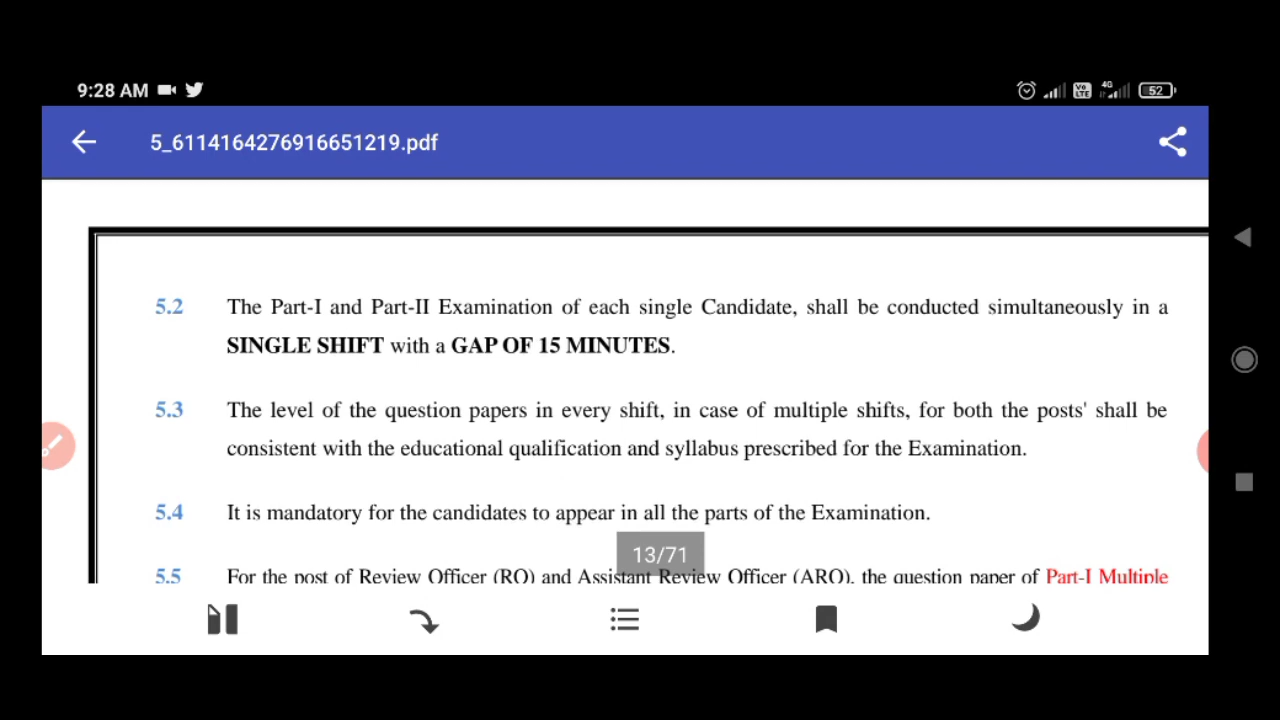 9:28 AM
4G
Vo
LTE
52
5_6114164276916651219.pdf
5.2 The Part-I and Part-II Examination of each single Candidate, shall be conducted simultaneously in a
SINGLE SHIFT with a GAP OF 15 MINUTES.
5.3 The level of the question papers in every shift, in case of multiple shifts, for both the posts' shall be
consistent with the educational qualification and syllabus prescribed for the Examination.
5.4 It is mandatory for the candidates to appear in all the parts of the Examination.
13/71
5.5 For the post of Review Officer (RO) and Assistant Review Officer (ARO), the question paper of Part-I Multiple